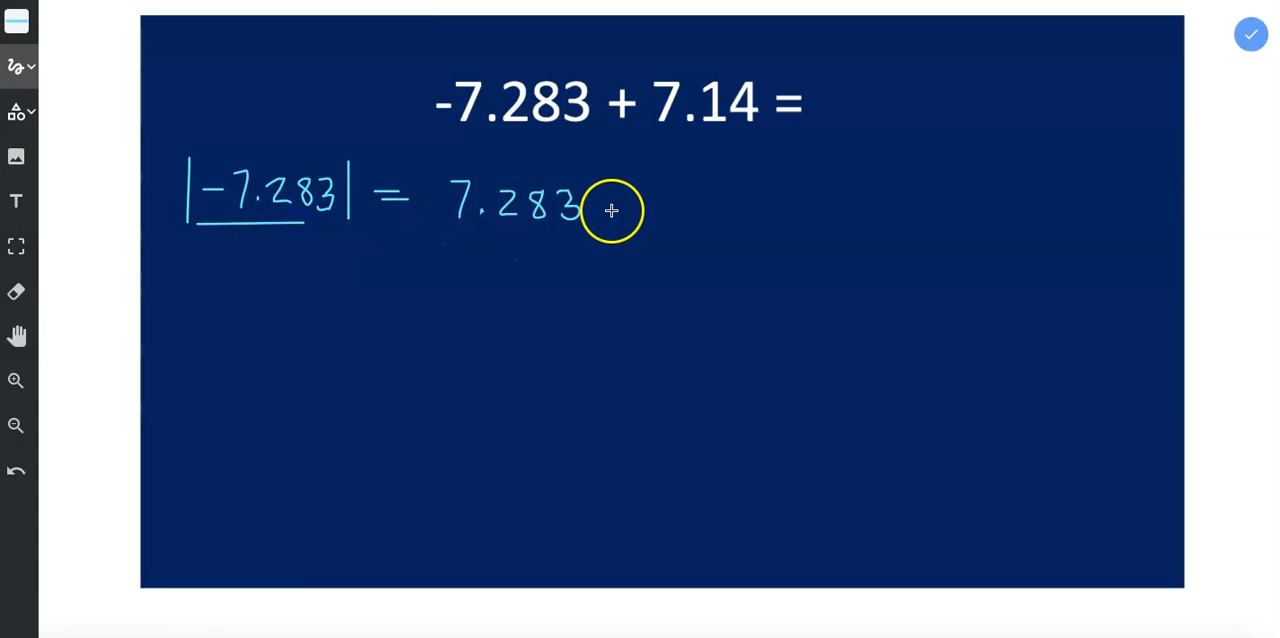 -7.283 + 7.14 =
|-7.283| = 7.283
T